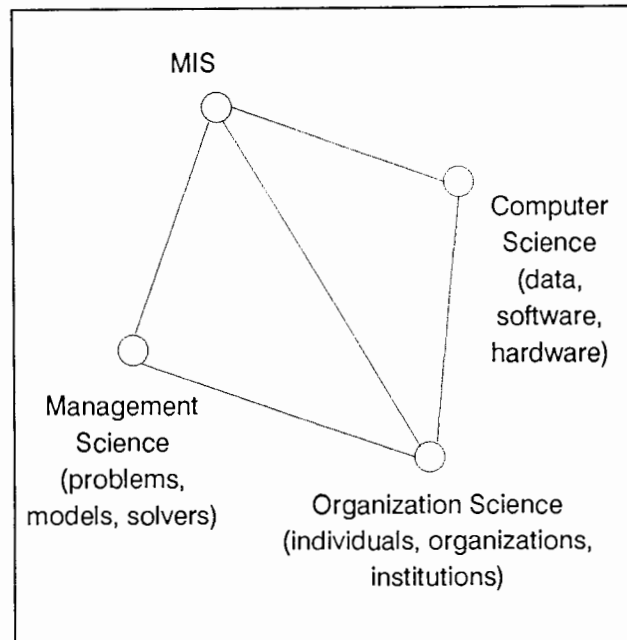 MIS
Computer
Science
(data,
software,
hardware)
Management
Science
(problems,
models, solvers)
Organization Science
(individuals, organizations,
institutions)